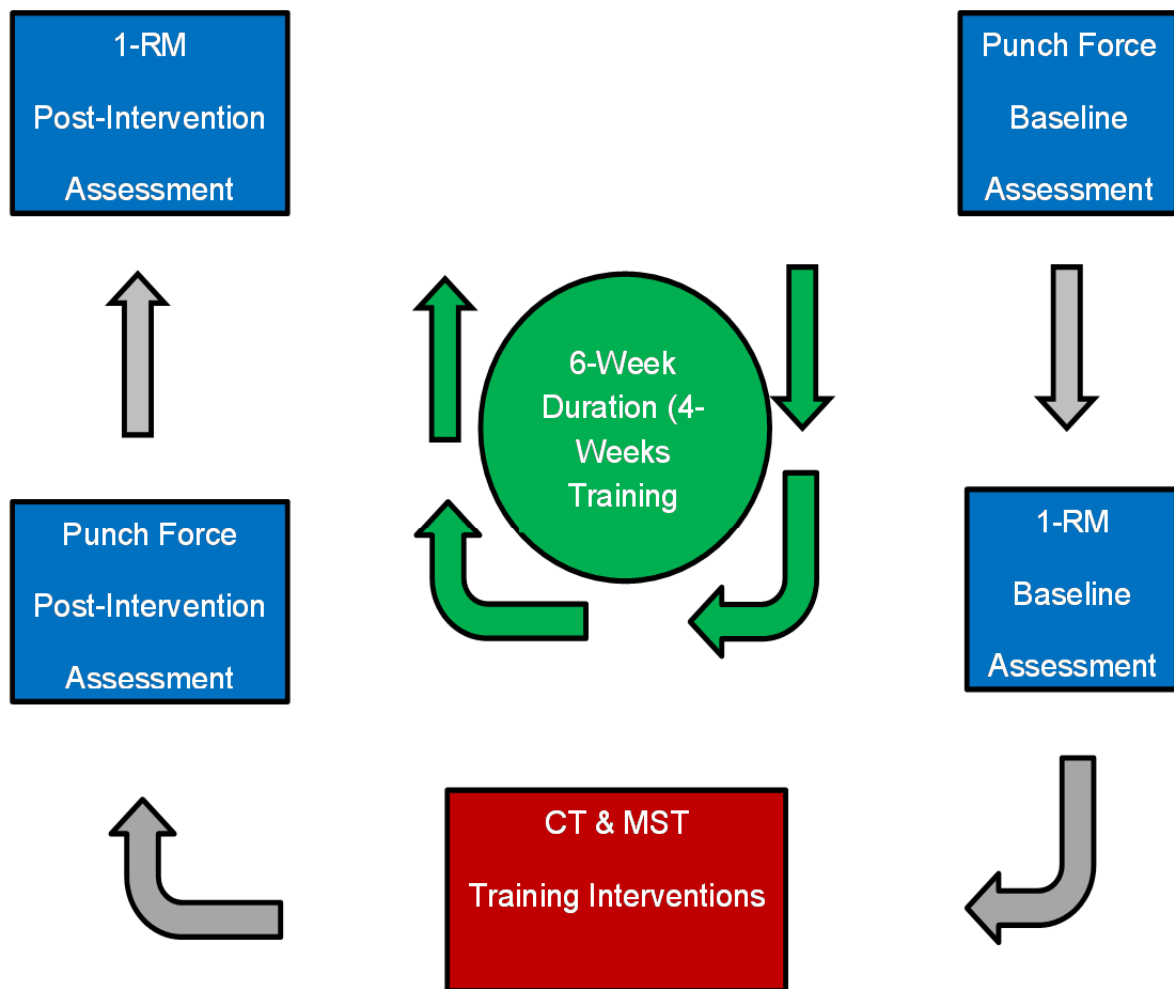 1-RM
Post-Intervention
Assessment
Punch Force
Baseline
Assessment
6-Week
Duration (4-
Weeks
Training
Punch Force
Post-Intervention
Assessment
1-RM
Baseline
Assessment
CT & MST
Training Interventions